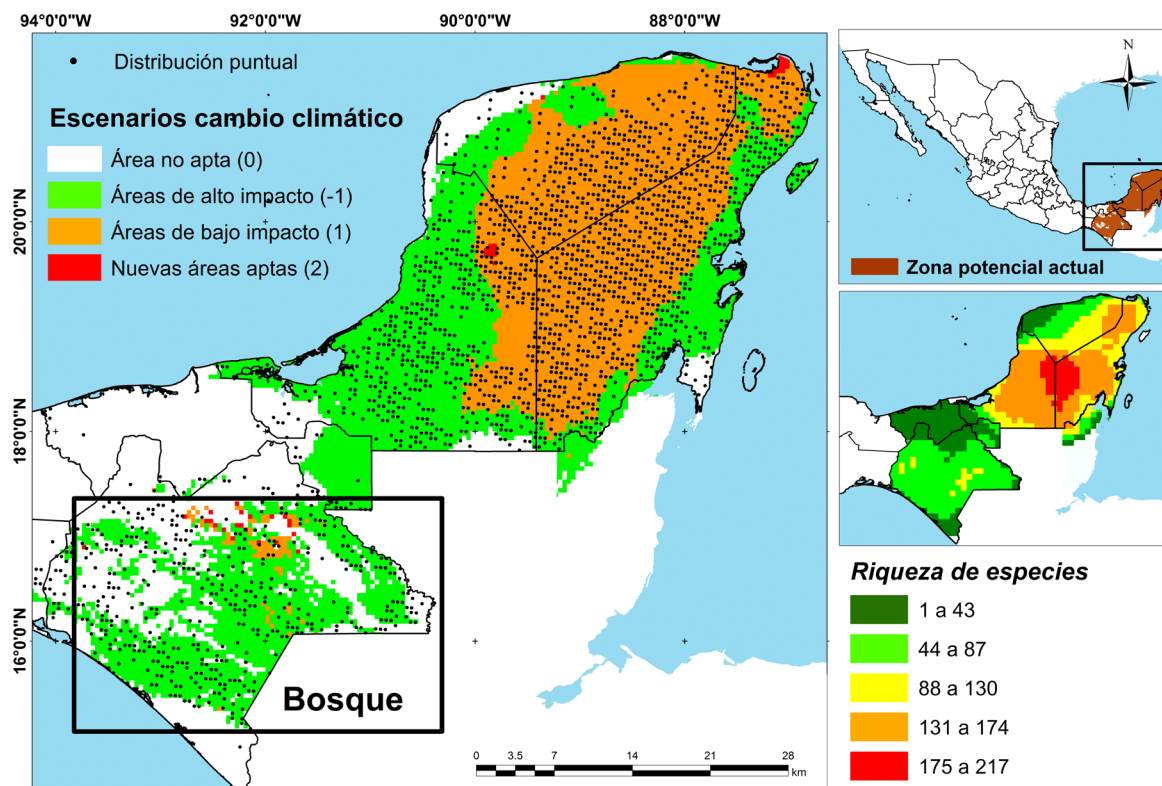 94°0'0"W
92°0'0"W
90°0'0"W
88°0'0"W
Distribución puntual
Escenarios cambio climático
Área no apta (0)
Áreas de alto impacto (-1)
Áreas de bajo impacto (1)
Nuevas áreas aptas (2)
20°0'0"N
18°0'0"N
16°0'0"N
Bosque
0 3.5 7 14 21 28
km
N
Zona potencial actual
Riqueza de especies
1 a 43
44 a 87
88 a 130
131 a 174
175 a 217